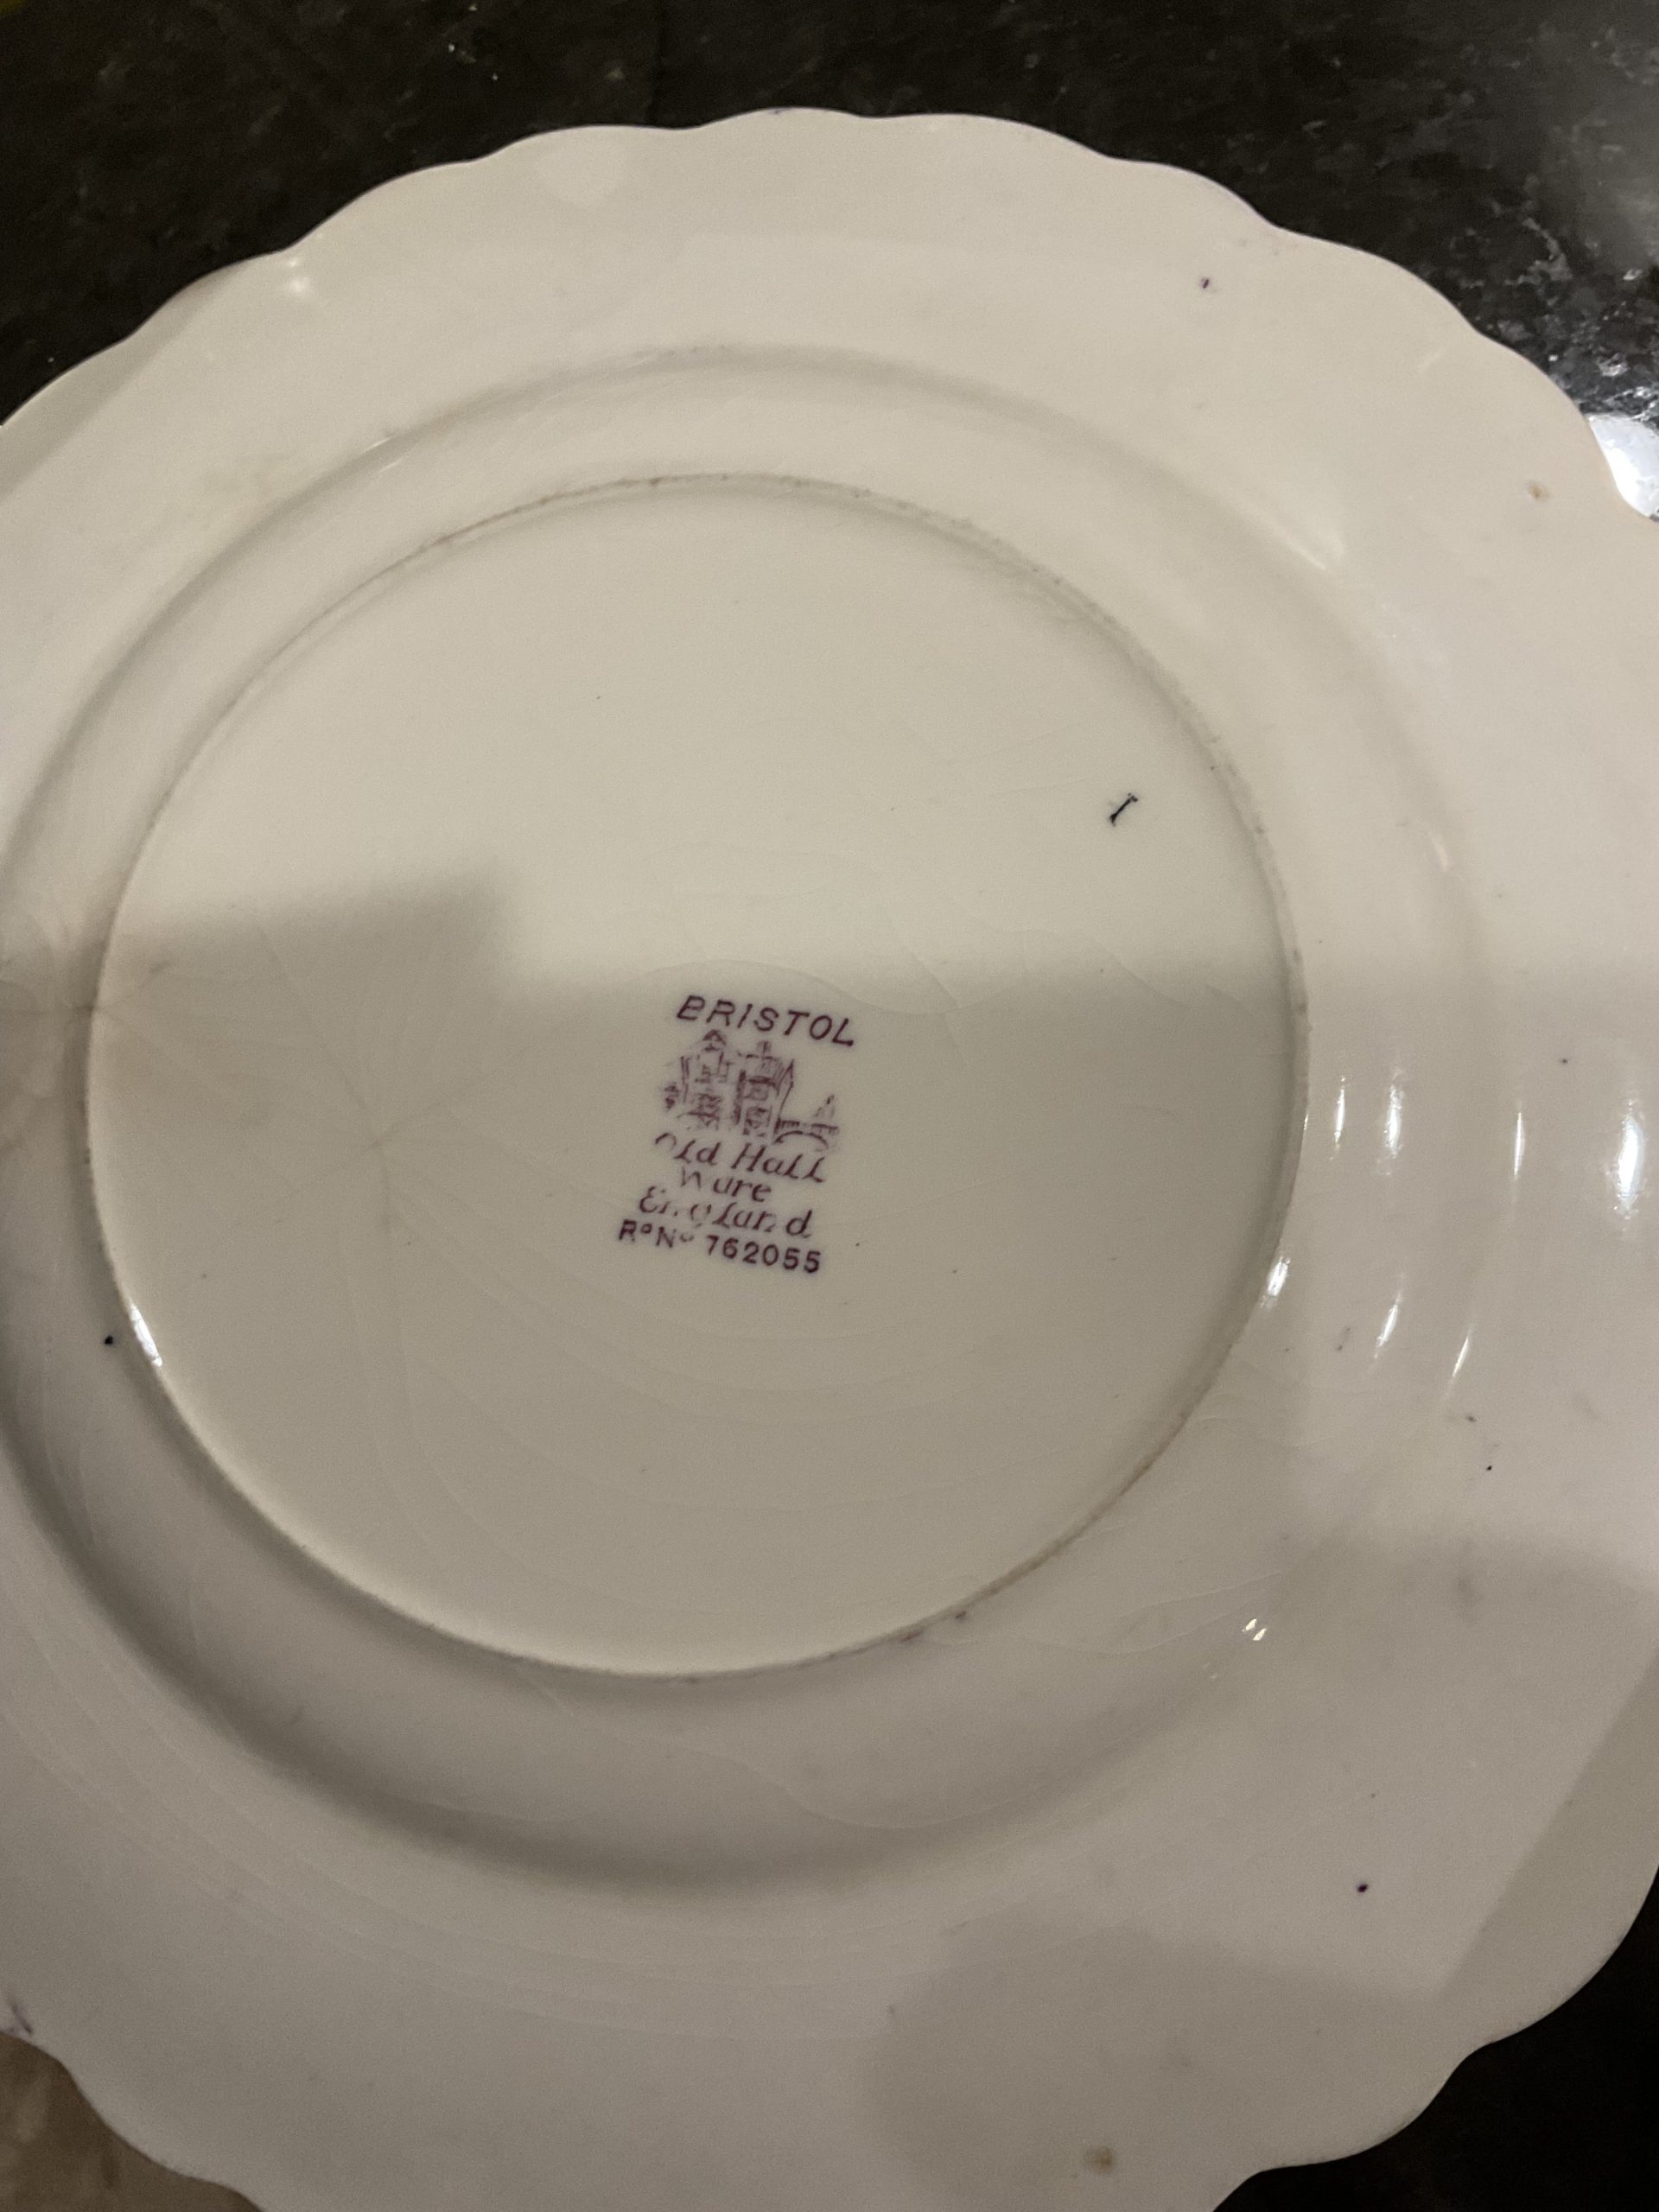 BRISTOL
Old Hall
Ware
England
Rᵈ Nᵒ 762055
I